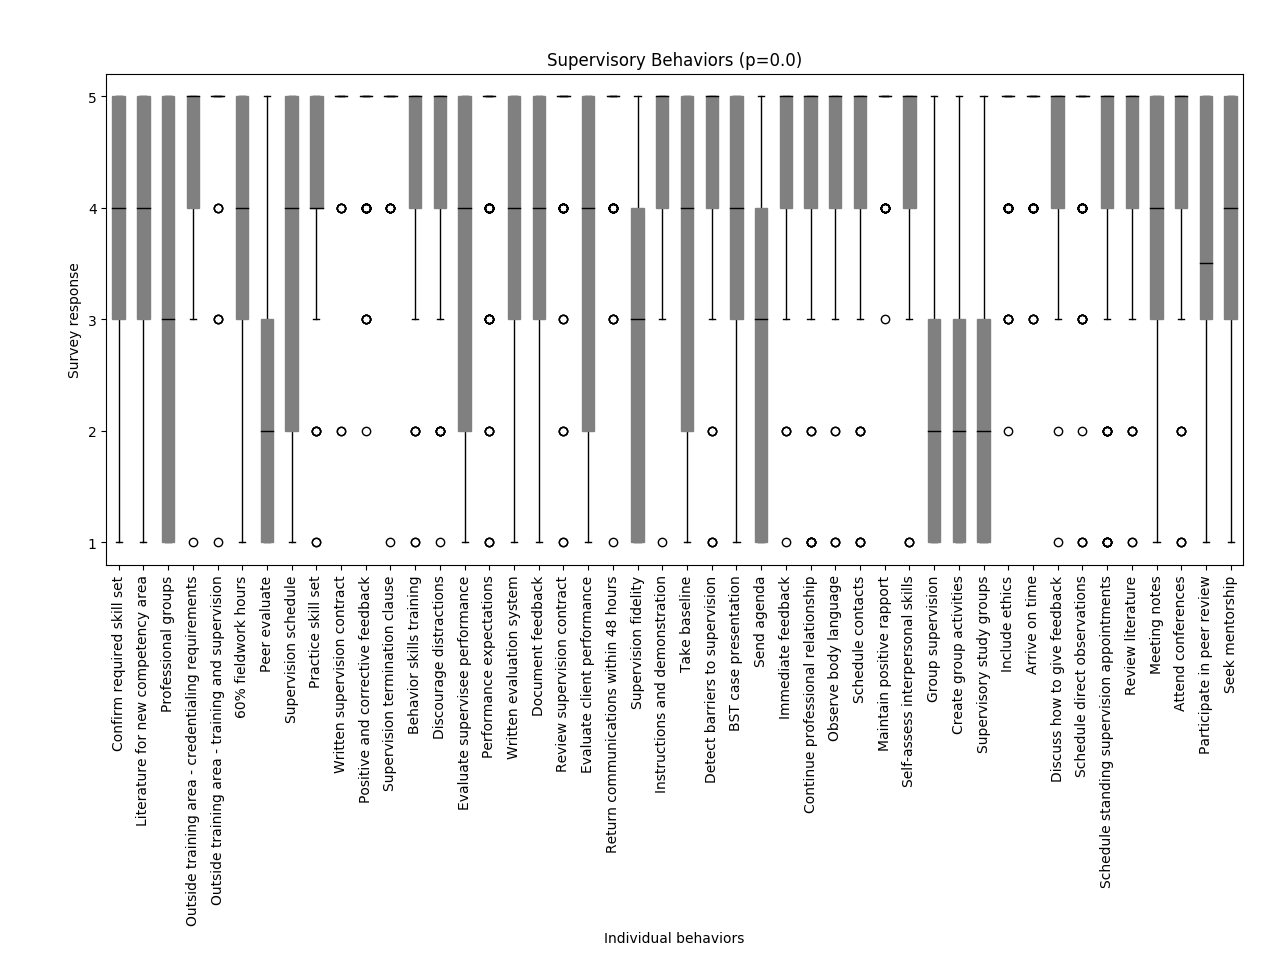 Supervisory Behaviors (p=0.0)
Survey response
5
4
3
2
1
Confirm required skill set
Literature for new competency area
Professional groups
Outside training area - credentialing requirements
Outside training area - training and supervision
60% fieldwork hours
Peer evaluate
Supervision schedule
Practice skill set
Written supervision contract
Positive and corrective feedback
Supervision termination clause
Behavior skills training
Discourage distractions
Evaluate supervisee performance
Performance expectations
Written evaluation system
Document feedback
Review supervision contract
Evaluate client performance
Return communications within 48 hours
Supervision fidelity
Instructions and demonstration
Take baseline
Detect barriers to supervision
BST case presentation
Send agenda
Immediate feedback
Continue professional relationship
Observe body language
Schedule contacts
Maintain positive rapport
Self-assess interpersonal skills
Group supervision
Create group activities
Supervisory study groups
Include ethics
Arrive on time
Discuss how to give feedback
Schedule direct observations
Schedule standing supervision appointments
Review literature
Meeting notes
Attend conferences
Participate in peer review
Seek mentorship
Individual behaviors